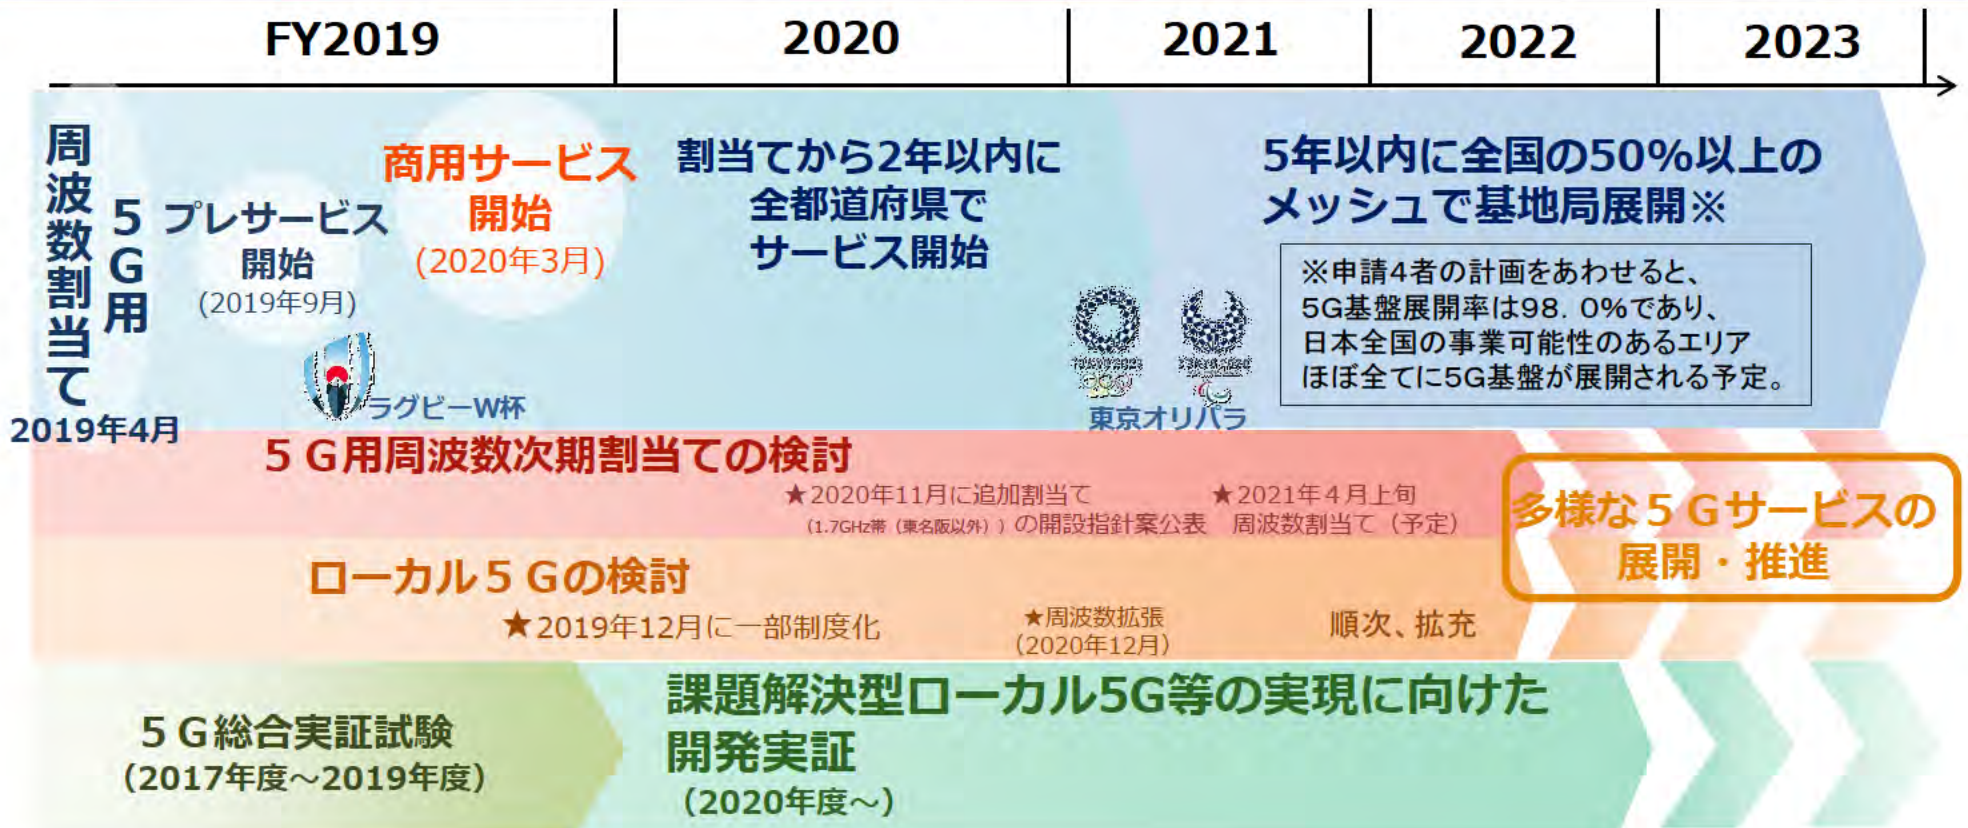 FY2019
2020
2021
2022
2023
5G用
周波数割当て
2019年4月
プレサービス
開始
(2019年9月)
商用サービス
開始
(2020年3月)
割当てから2年以内に
全都道府県で
サービス開始
5年以内に全国の50%以上の
メッシュで基地局展開※
※申請4者の計画をあわせると、
5G基盤展開率は98.0%であり、
日本全国の事業可能性のあるエリア
ほぼ全てに5G基盤が展開される予定。
ラグビーW杯
東京オリパラ
5G用周波数次期割当ての検討
★2020年11月に追加割当て
(1.7GHz帯(東名阪以外))の開設指針案公表
★2021年4月上旬
周波数割当て(予定)
多様な5Gサービスの
展開・推進
ローカル5Gの検討
★2019年12月に一部制度化
★周波数拡張
(2020年12月)
順次、拡充
5G総合実証試験
(2017年度~2019年度)
課題解決型ローカル5G等の実現に向けた
開発実証
(2020年度~)